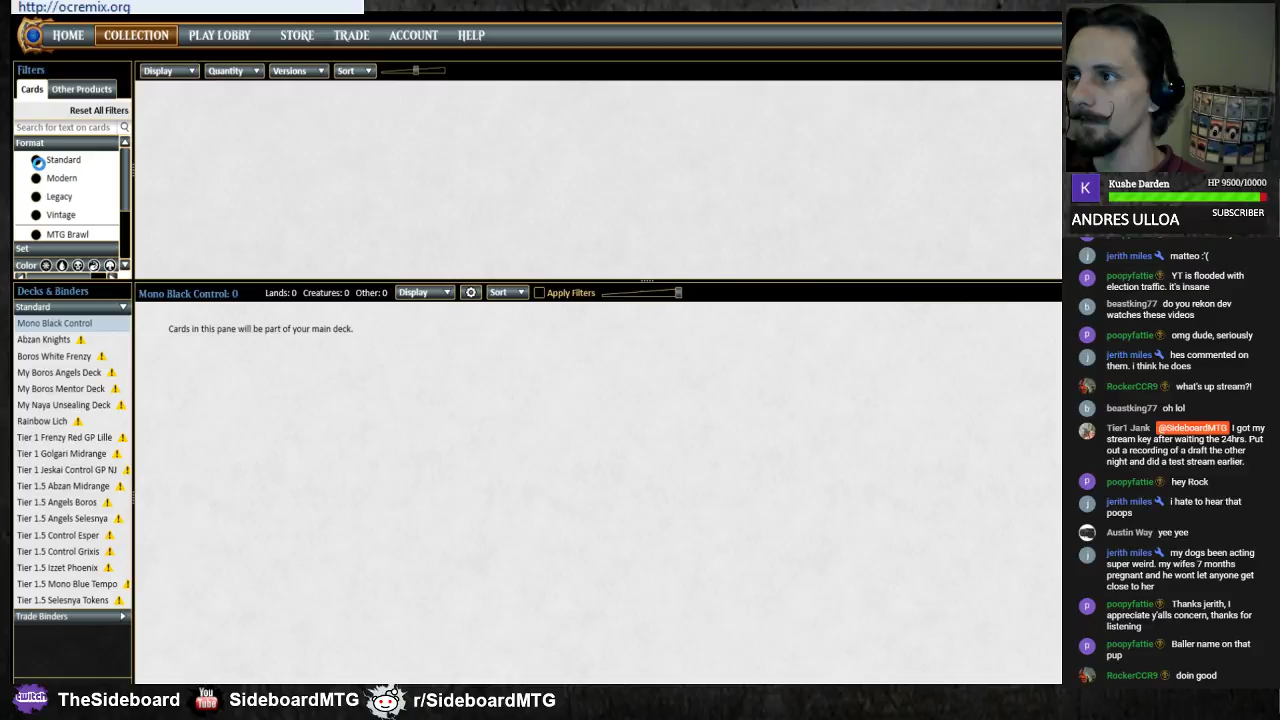 http://ocremix.org
HOME COLLECTION PLAY LOBBY STORE TRADE ACCOUNT HELP
Filters
Cards Other Products
Reset All Filters
Search for text on cards
Format
Standard
Modern
Legacy
Vintage
MTG Brawl
Set
Color
Display Quantity Versions Sort
Decks & Binders
Standard
Mono Black Control
Abzan Knights
Boros White Frenzy
My Boros Angels Deck
My Boros Mentor Deck
My Naya Unsealing Deck
Rainbow Lich
Tier 1 Frenzy Red GP Lille
Tier 1 Golgari Midrange
Tier 1 Jeskai Control GP NJ
Tier 1.5 Abzan Midrange
Tier 1.5 Angels Boros
Tier 1.5 Angels Selesnya
Tier 1.5 Control Esper
Tier 1.5 Control Grixis
Tier 1.5 Izzet Phoenix
Tier 1.5 Mono Blue Tempo
Tier 1.5 Selesnya Tokens
Trade Binders
Mono Black Control: 0 Lands: 0 Creatures: 0 Other: 0 Display Sort Apply Filters
Cards in this pane will be part of your main deck.
K Kushe Darden HP 9500/10000
ANDRES ULLOA SUBSCRIBER
jerith miles matteo :'(
poopyfattie YT is flooded with
election traffic. it's insane
beastking77 do you rekon dev
watches these videos
poopyfattie omg dude, seriously
jerith miles hes commented on
them. i think he does
RockerCCR9 what's up stream?!
beastking77 oh lol
Tier1 Jank @SideboardMTG I got my
stream key after waiting the 24hrs. Put
out a recording of a draft the other
night and did a test stream earlier.
poopyfattie hey Rock
jerith miles i hate to hear that
poops
Austin Way yee yee
jerith miles my dogs been acting
super weird. my wifes 7 months
pregnant and he wont let anyone get
close to her
poopyfattie Thanks jerith, I
appreciate y'alls concern, thanks for
listening
poopyfattie Baller name on that
pup
RockerCCR9 doin good
twitch TheSideboard You Tube SideboardMTG r/SideboardMTG